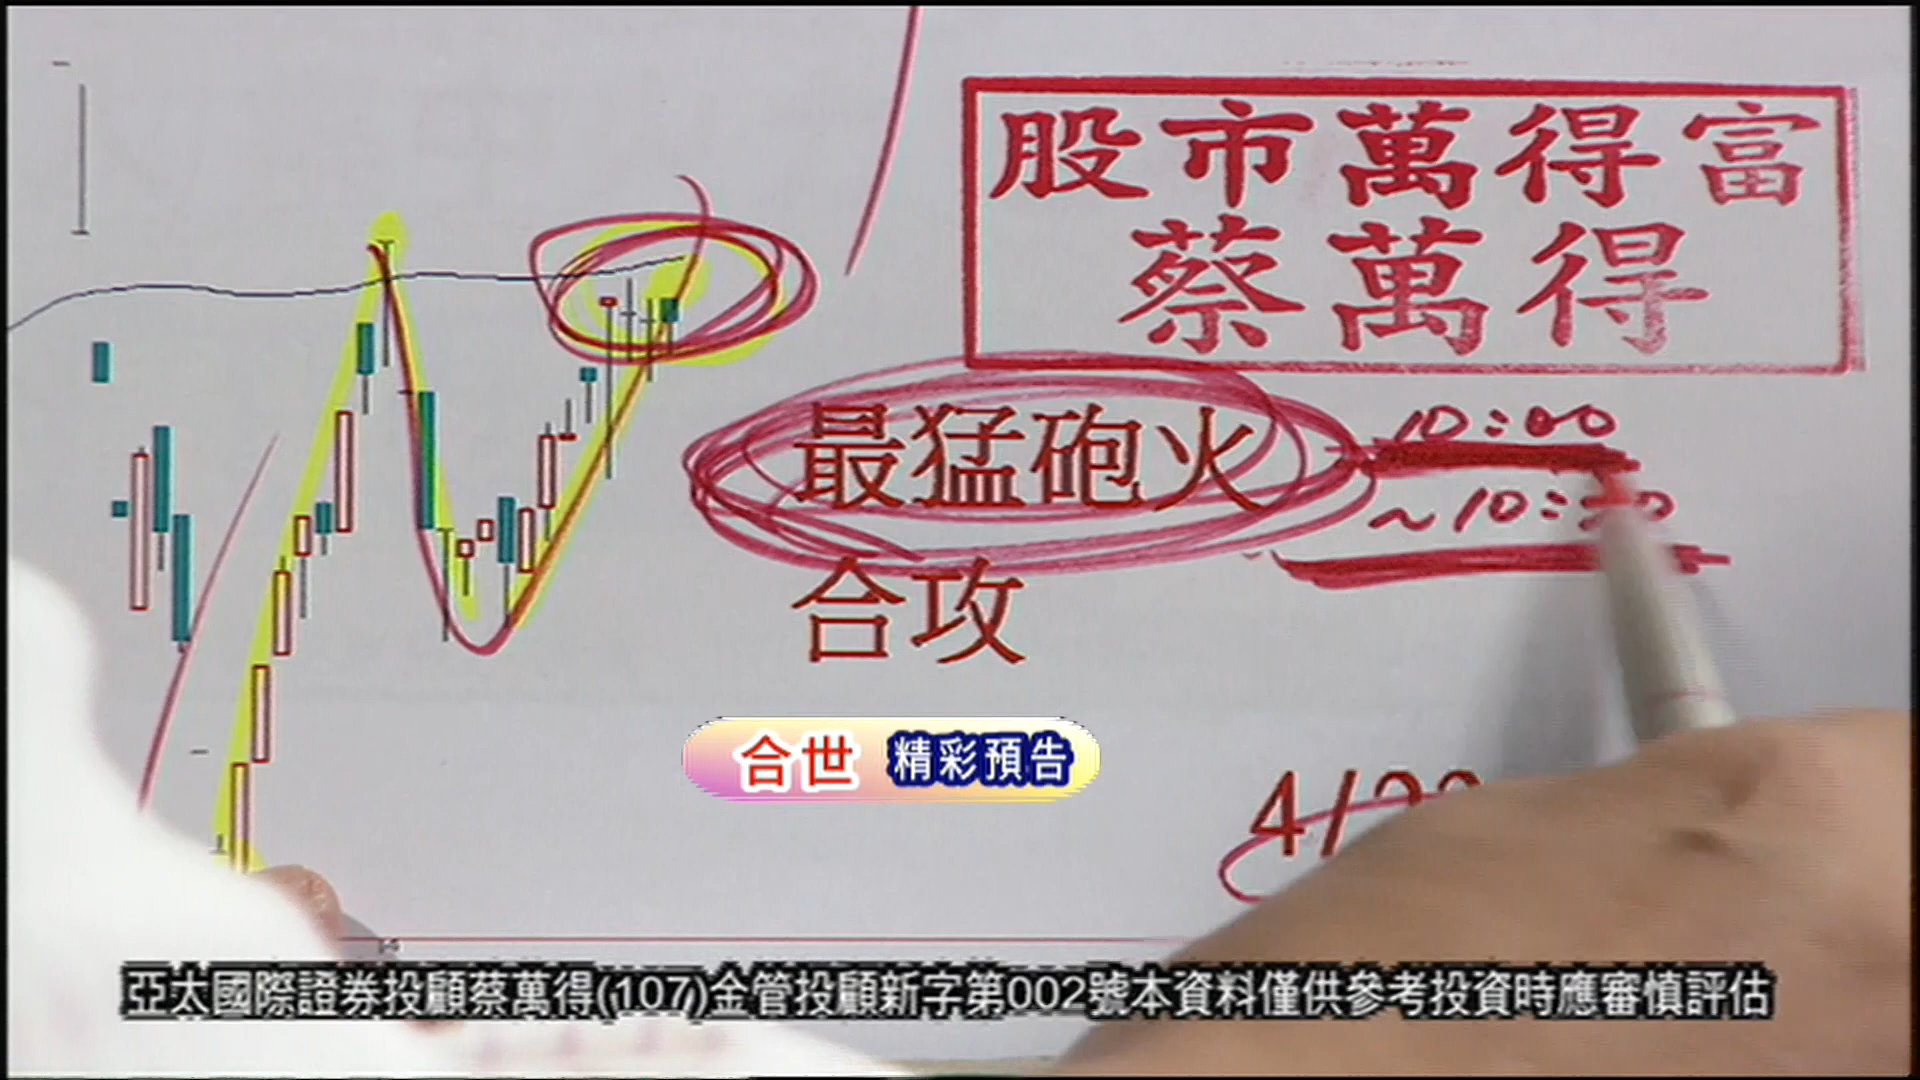 股市萬得富
蔡萬得
最猛砲火
10:00
~10:30
合攻
合世 精彩預告
4/22
亞太國際證券投顧蔡萬得(107)金管投顧新字第002號本資料僅供參考投資時應審慎評估